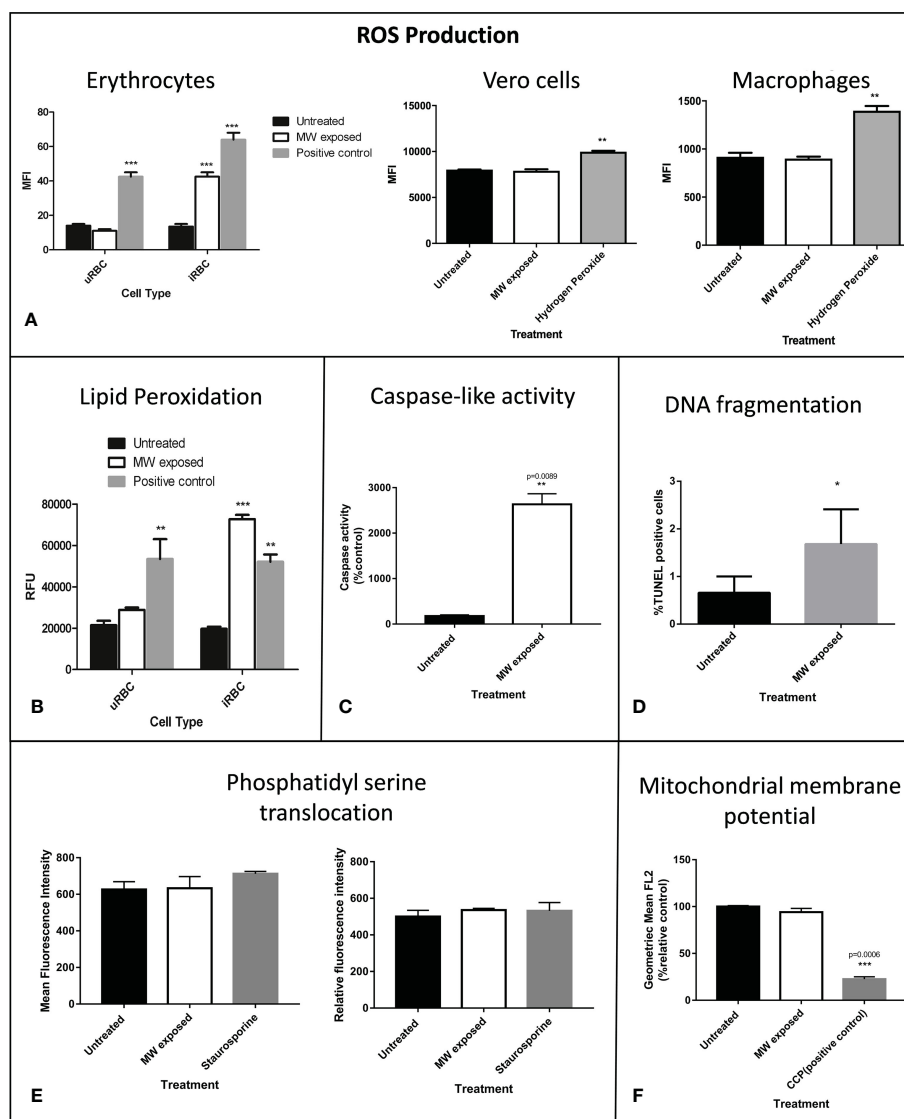 ROS Production
Erythrocytes
80
60
40
20
0
MFI
***
***
***
uRBC
iRBC
Cell Type
Untreated
MW exposed
Positive control
A
Vero cells
15000
10000
5000
0
MFI
**
Untreated
MW exposed
Hydrogen Peroxide
Treatment
Macrophages
1500
1000
500
0
MFI
**
Untreated
MW exposed
Hydrogen Peroxide
Treatment
Lipid Peroxidation
Untreated
MW exposed
Positive control
80000
60000
40000
20000
0
RFU
**
***
**
uRBC
iRBC
Cell Type
B
Caspase-like activity
3000
2000
1000
0
Caspase activity
(%control)
p=0.0089
**
Untreated
MW exposed
Treatment
C
DNA fragmentation
3
2
1
0
%TUNEL positive cells
*
Untreated
MW exposed
Treatment
D
Phosphatidyl serine
translocation
800
600
400
200
0
Mean Fluorescence Intensity
Untreated
MW exposed
Staurosporine
Treatment
800
600
400
200
0
Relative fluorescence intensity
Untreated
MW exposed
Staurosporine
Treatment
E
Mitochondrial membrane
potential
150
100
50
0
Geometriec Mean FL2
(%relative control)
p=0.0006
***
Untreated
MW exposed
CCP(positive control)
Treatment
F